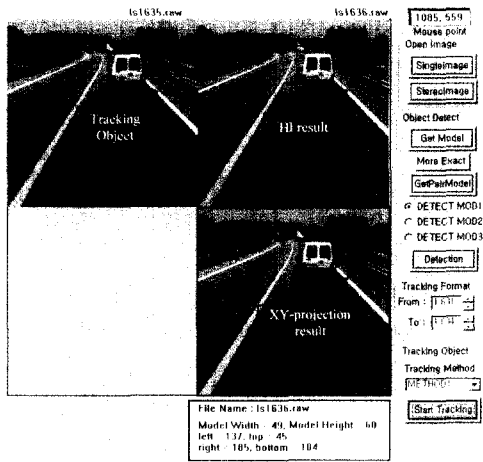 ls1635.raw
ls1636.raw
1085, 559
Mouse point
Open Image
SingleImage
StereoImage
Tracking
Object
HI result
Object Detect
Get Model
More Exact
GetPairModel
DETECT MOD1
DETECT MOD2
DETECT MOD3
Detection
XY-projection
result
Tracking Format
From :
To :
Tracking Object
Tracking Method
Start Tracking
File Name : ls1636.raw
Model Width : 49, Model Height : 60
left : 137, top : 45
right : 185, bottom : 104